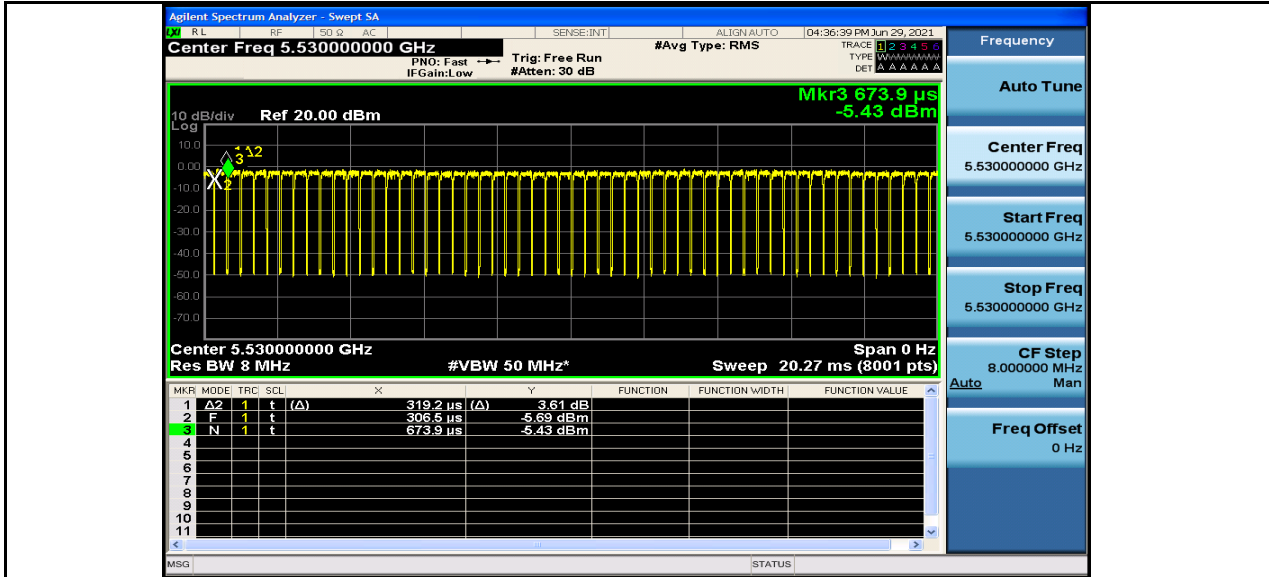 Agilent Spectrum Analyzer - Swept SA
LXI RL RF 50 Ω AC SENSE:INT ALIGN AUTO 04:36:39 PM Jun 29, 2021
Center Freq 5.530000000 GHz #Avg Type: RMS TRACE 1 2 3 4 5 6
PNO: Fast Trig: Free Run TYPE WWWWWW
IFGain:Low #Atten: 30 dB DET A A A A A A
Mkr3 673.9 µs
-5.43 dBm
10 dB/div Ref 20.00 dBm
Log
10.0
0.00
-10.0
-20.0
-30.0
-40.0
-50.0
-60.0
-70.0
3
2
Center 5.530000000 GHz Span 0 Hz
Res BW 8 MHz #VBW 50 MHz* Sweep 20.27 ms (8001 pts)
MKR MODE TRC SCL X Y FUNCTION FUNCTION WIDTH FUNCTION VALUE
1 Δ2 1 t (Δ) 319.2 µs (Δ) 3.61 dB
2 F 1 t 306.5 µs -5.69 dBm
3 N 1 t 673.9 µs -5.43 dBm
4
5
6
7
8
9
10
11
MSG STATUS
Frequency
Auto Tune
Center Freq
5.530000000 GHz
Start Freq
5.530000000 GHz
Stop Freq
5.530000000 GHz
CF Step
8.000000 MHz
Auto Man
Freq Offset
0 Hz